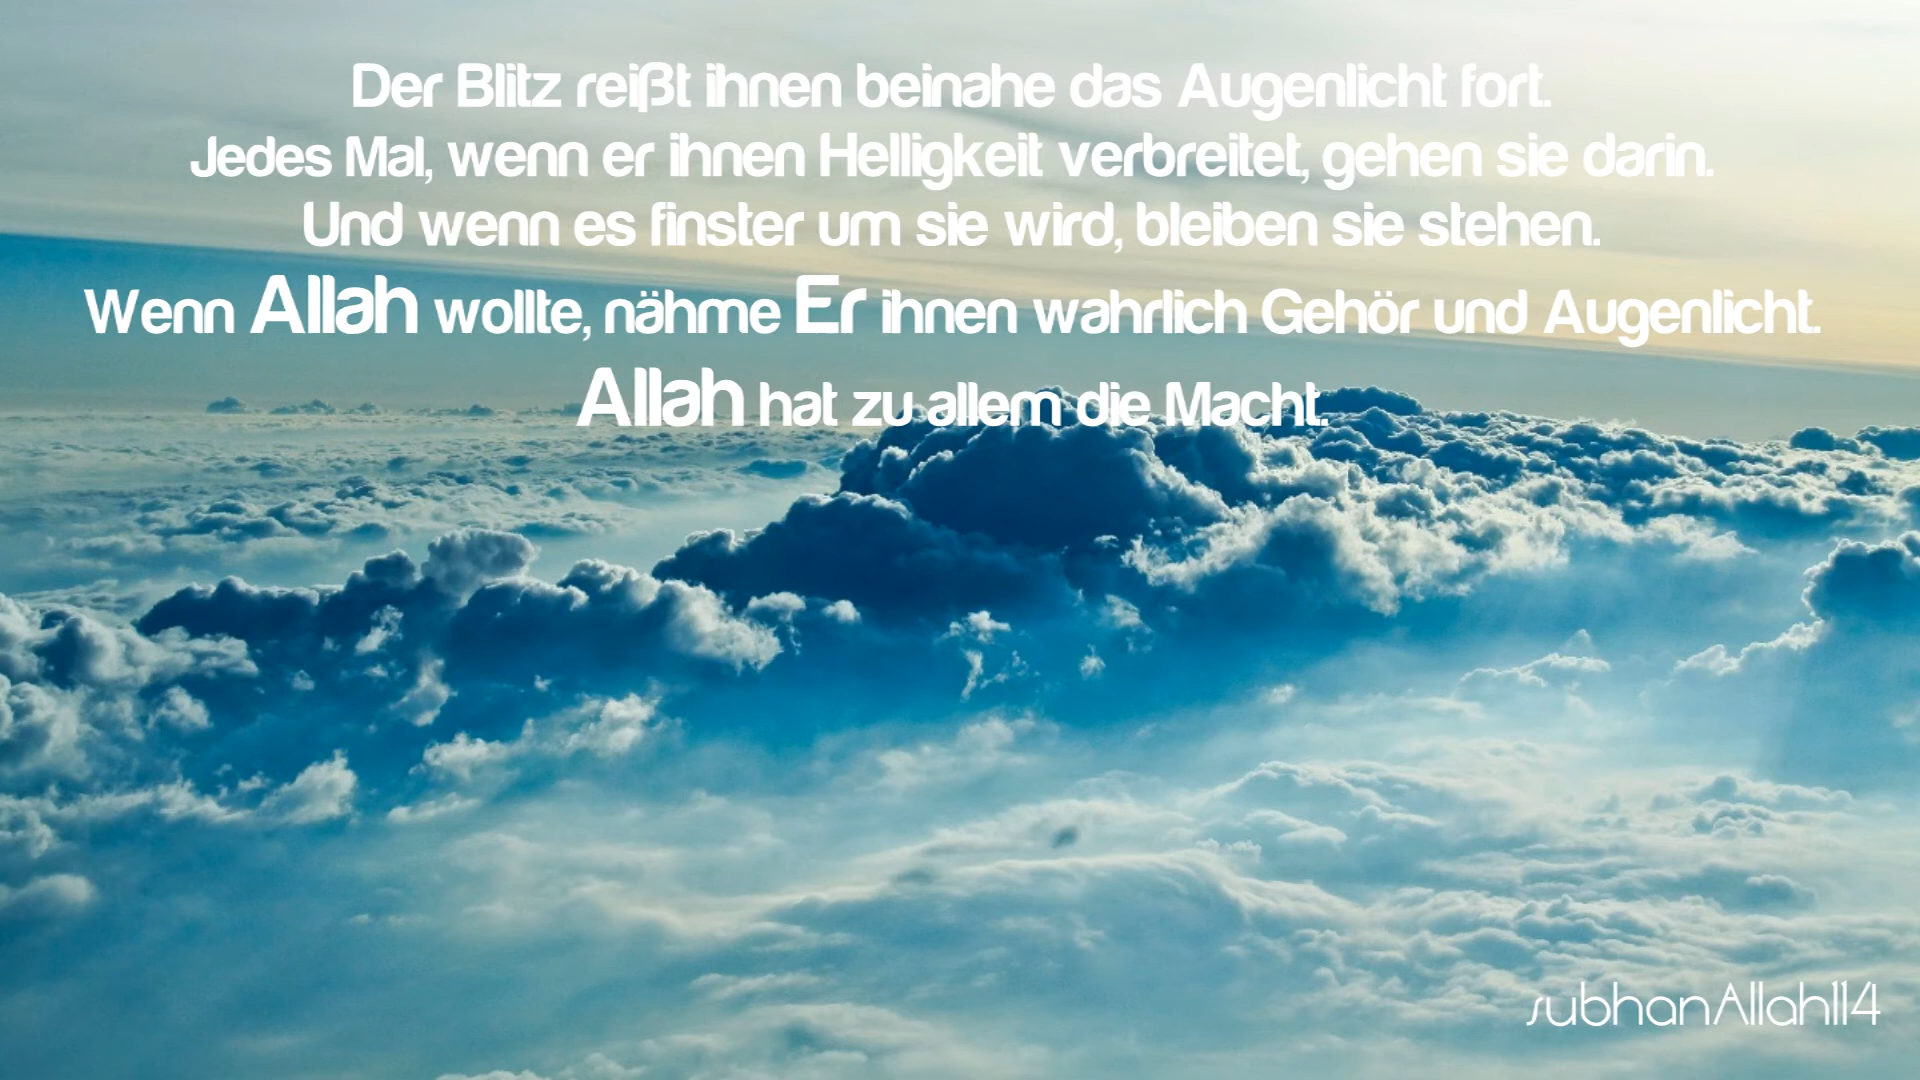 Der Blitz reißt ihnen beinahe das Augenlicht fort.
Jedes Mal, wenn er ihnen Helligkeit verbreitet, gehen sie darin.
Und wenn es finster um sie wird, bleiben sie stehen.
Wenn Allah wollte, nähme Er ihnen wahrlich Gehör und Augenlicht.
Allah hat zu allem die Macht.
subhanAllah114